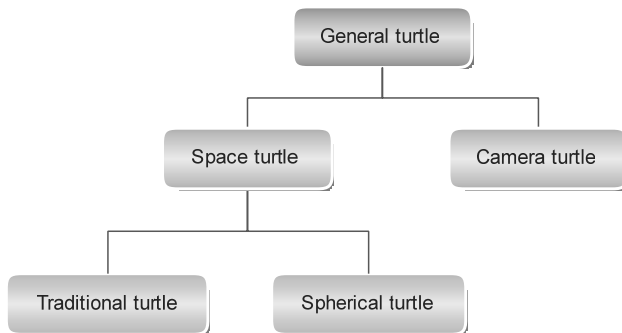 General turtle
Space turtle
Camera turtle
Traditional turtle
Spherical turtle